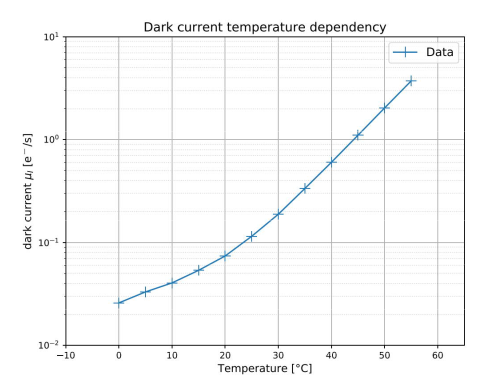 Dark current temperature dependency
Data
10¹
10⁰
10⁻¹
10⁻²
dark current μ_I [e⁻/s]
−10 0 10 20 30 40 50 60
Temperature [°C]